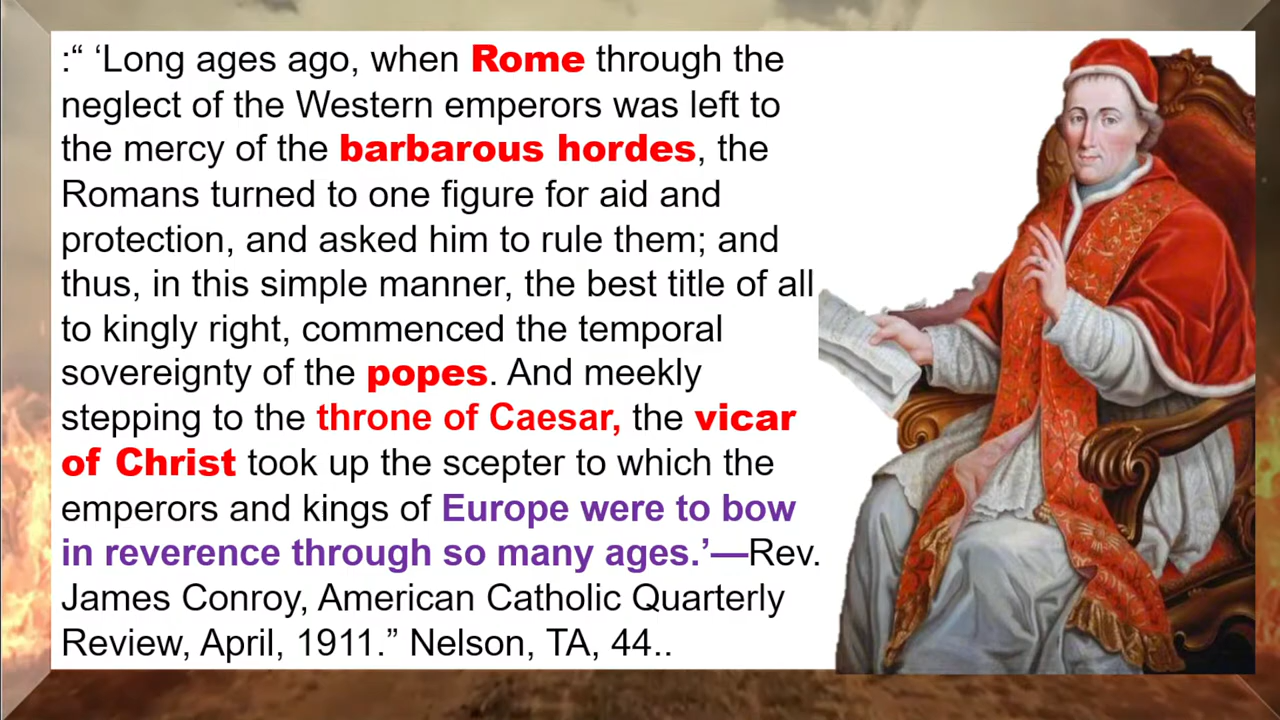 :“ ‘Long ages ago, when Rome through the
neglect of the Western emperors was left to
the mercy of the barbarous hordes, the
Romans turned to one figure for aid and
protection, and asked him to rule them; and
thus, in this simple manner, the best title of all
to kingly right, commenced the temporal
sovereignty of the popes. And meekly
stepping to the throne of Caesar, the vicar
of Christ took up the scepter to which the
emperors and kings of Europe were to bow
in reverence through so many ages.’—Rev.
James Conroy, American Catholic Quarterly
Review, April, 1911.” Nelson, TA, 44..